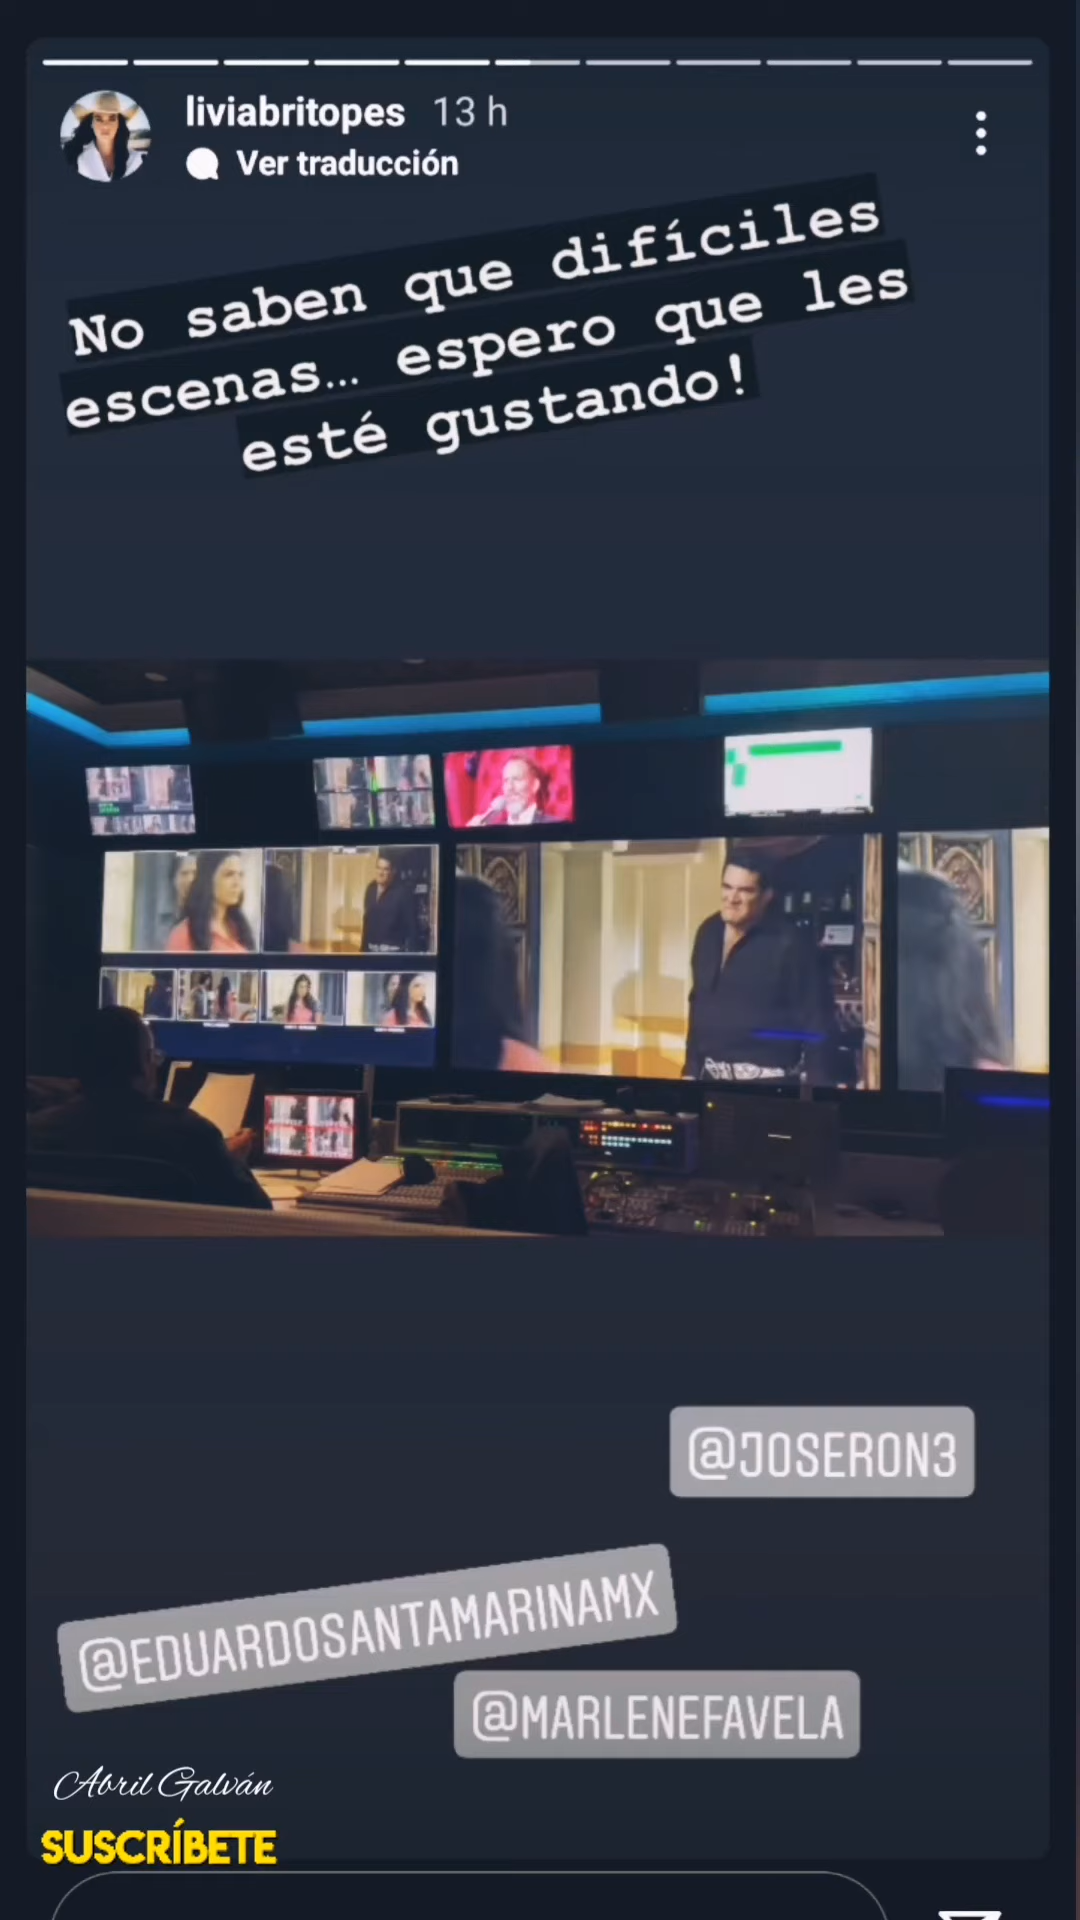 liviabritopes 13 h
Ver traducción
No saben que difíciles
escenas... espero que les
esté gustando!
@JOSERON3
@EDUARDOSANTAMARINAMX
@MARLENEFAVELA
Abril Galván
SUSCRÍBETE